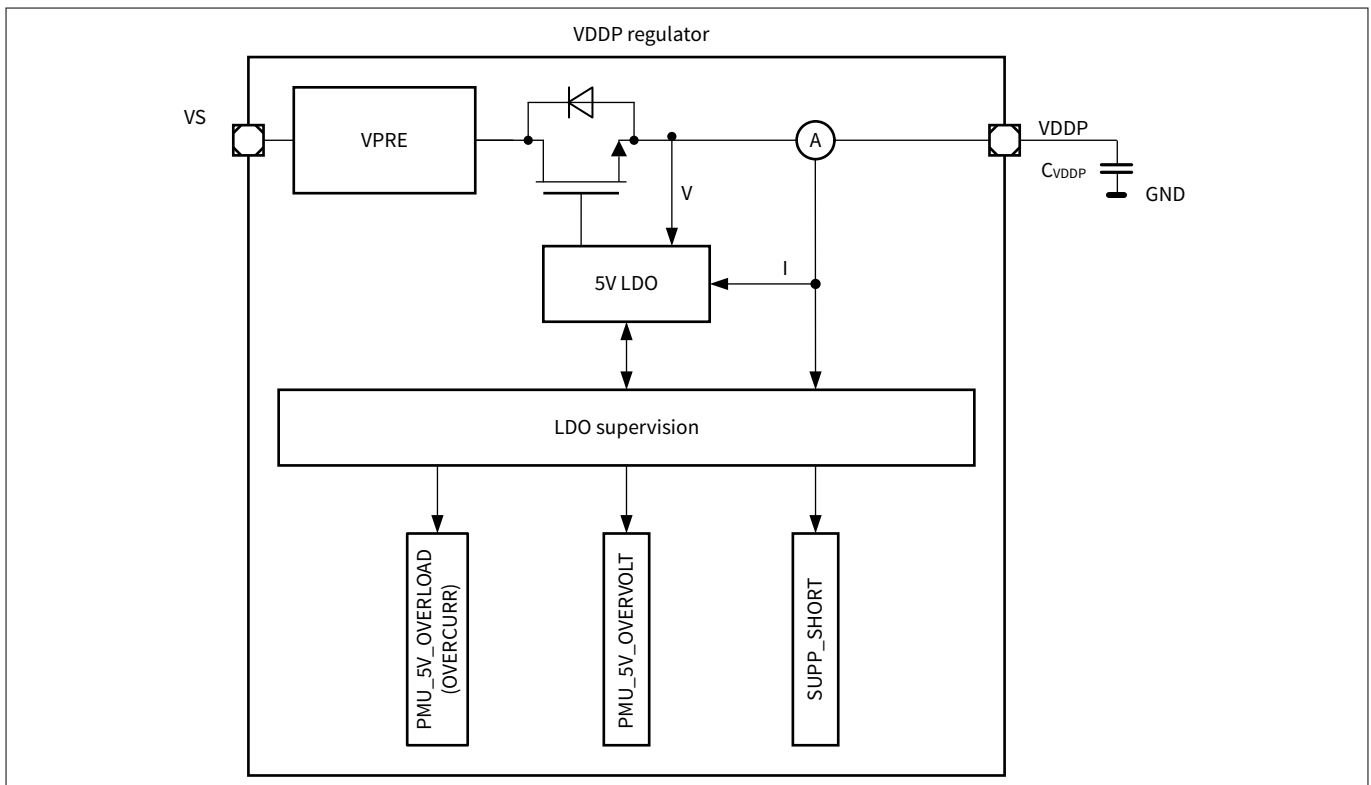 VDDP regulator
VS
VPRE
A
VDDP
CVDDP
GND
V
5V LDO
I
LDO supervision
PMU_5V_OVERLOAD
(OVERCURR)
PMU_5V_OVERVOLT
SUPP_SHORT